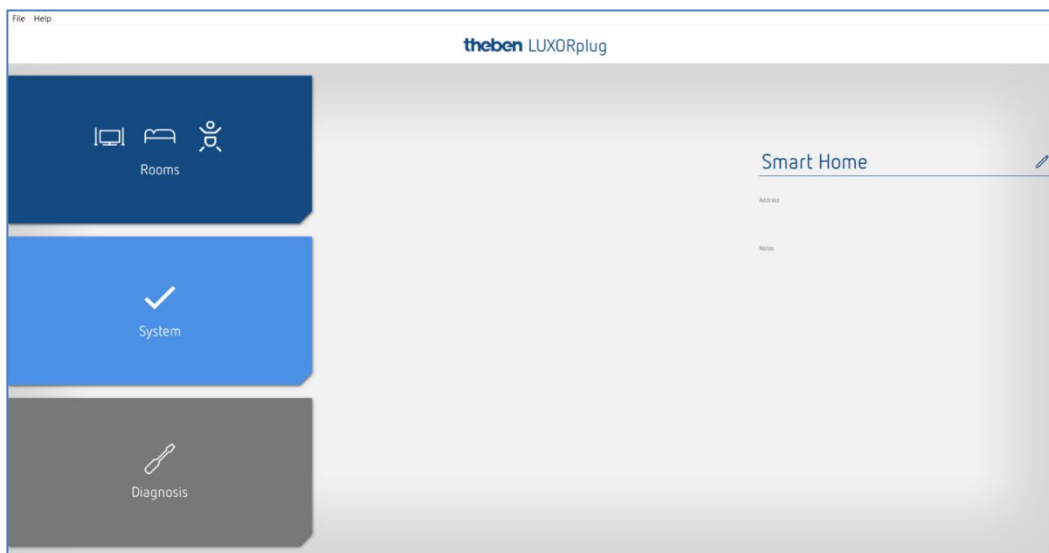 File Help
theben LUXORplug
Rooms
System
Diagnosis
Smart Home
Address
Notes